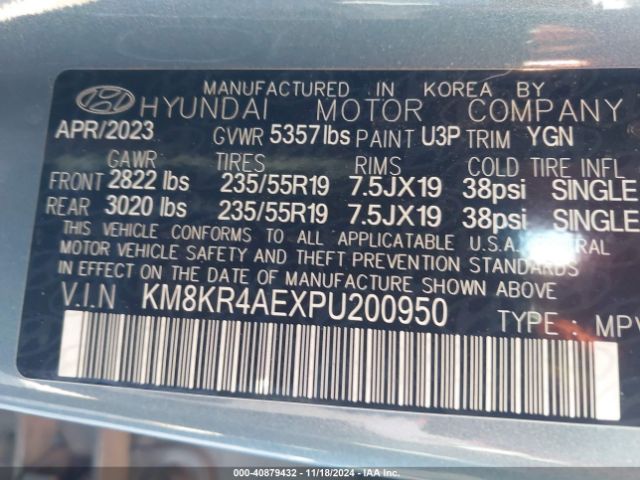 MANUFACTURED IN KOREA BY
HYUNDAI MOTOR COMPANY
APR/2023 GVWR 5357 lbs PAINT U3P TRIM YGN
GAWR TIRES RIMS COLD TIRE INFL
FRONT 2822 lbs 235/55R19 7.5JX19 38psi SINGLE
REAR 3020 lbs 235/55R19 7.5JX19 38psi SINGLE
THIS VEHICLE CONFORMS TO ALL APPLICATABLE U.S.A.
MOTOR VEHICLE SAFETY AND THEFT PREVENTION STANDARDS
IN EFFECT ON THE DATE OF MANUFACTURE SHOWN ABOVE
V.I.N KM8KR4AEXPU200950 TYPE : MPV
000-40879432 - 11/18/2024 - IAA Inc.